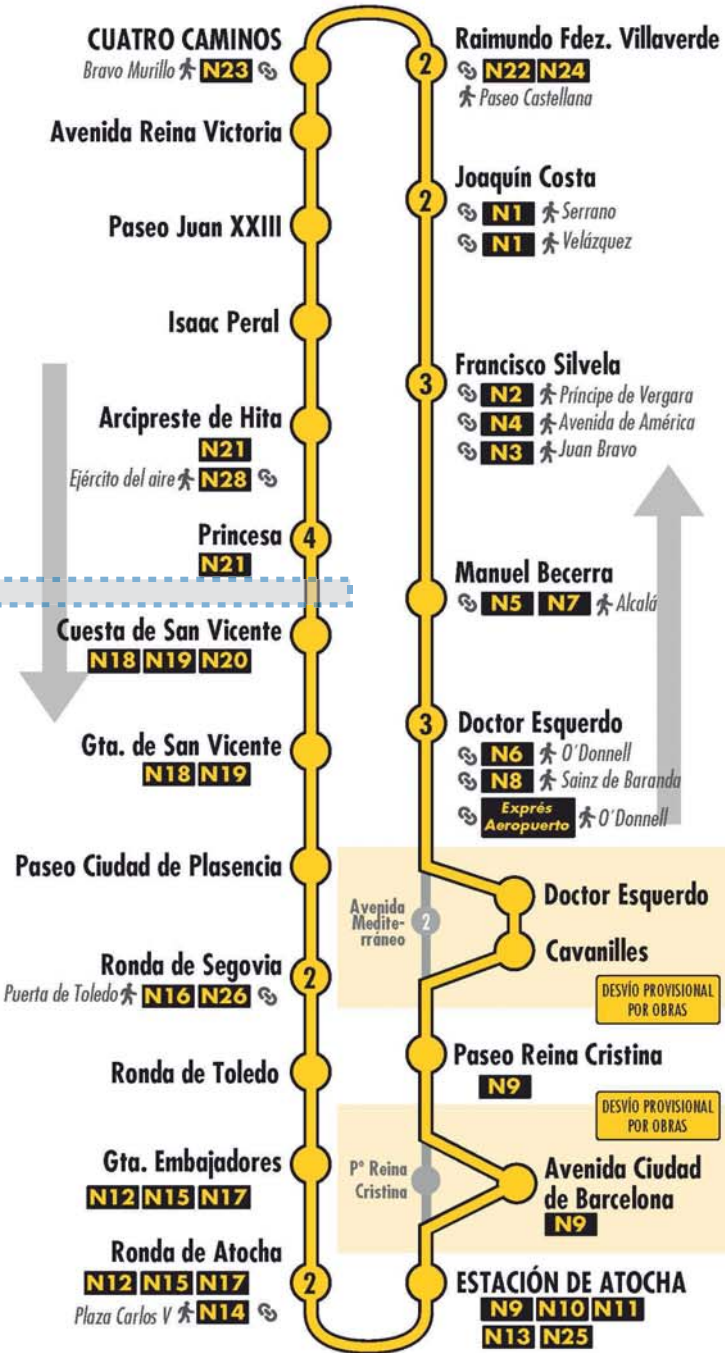 CUATRO CAMINOS
Bravo Murillo N23
Avenida Reina Victoria
Paseo Juan XXIII
Isaac Peral
Arcipreste de Hita
N21
Ejército del aire N28
Princesa 4
N21
Cuesta de San Vicente
N18 N19 N20
Gta. de San Vicente
N18 N19
Paseo Ciudad de Plasencia
Ronda de Segovia 2
Puerta de Toledo N16 N26
Ronda de Toledo
Gta. Embajadores
N12 N15 N17
Ronda de Atocha
N12 N15 N17 2
Plaza Carlos V N14
2 Raimundo Fdez. Villaverde
N22 N24
Paseo Castellana
Joaquín Costa
2
N1 Serrano
N1 Velázquez
Francisco Silvela
3
N2 Príncipe de Vergara
N4 Avenida de América
N3 Juan Bravo
Manuel Becerra
N5 N7 Alcalá
3 Doctor Esquerdo
N6 O'Donnell
N8 Sainz de Baranda
Exprés
Aeropuerto O'Donnell
Doctor Esquerdo
Avenida
Medite-
rráneo
2
Cavanilles
DESVÍO PROVISIONAL
POR OBRAS
Paseo Reina Cristina
N9
DESVÍO PROVISIONAL
POR OBRAS
Pº Reina
Cristina
Avenida Ciudad
de Barcelona
N9
ESTACIÓN DE ATOCHA
N9 N10 N11
N13 N25